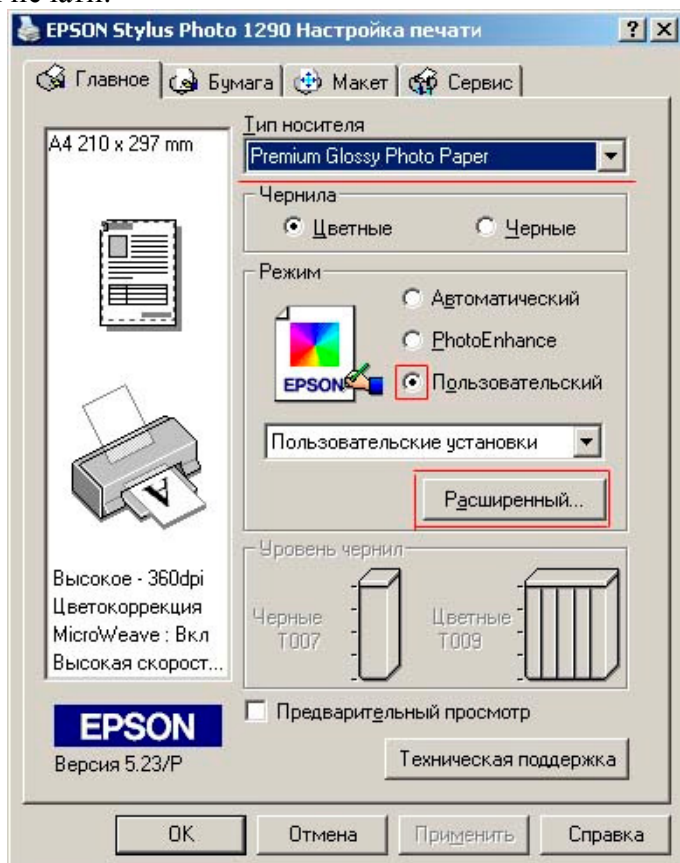 EPSON Stylus Photo 1290 Настройка печати
Главное Бумага Макет Сервис
A4 210 x 297 mm
Тип носителя
Premium Glossy Photo Paper
Чернила
Цветные Черные
Режим
Автоматический
PhotoEnhance
EPSON
Пользовательский
Пользовательские установки
Расширенный...
Высокое - 360dpi
Цветокоррекция
MicroWeave : Вкл
Высокая скорост...
Уровень чернил
Черные
T007
Цветные
T009
EPSON
Версия 5.23/P
Предварительный просмотр
Техническая поддержка
OK Отмена Применить Справка